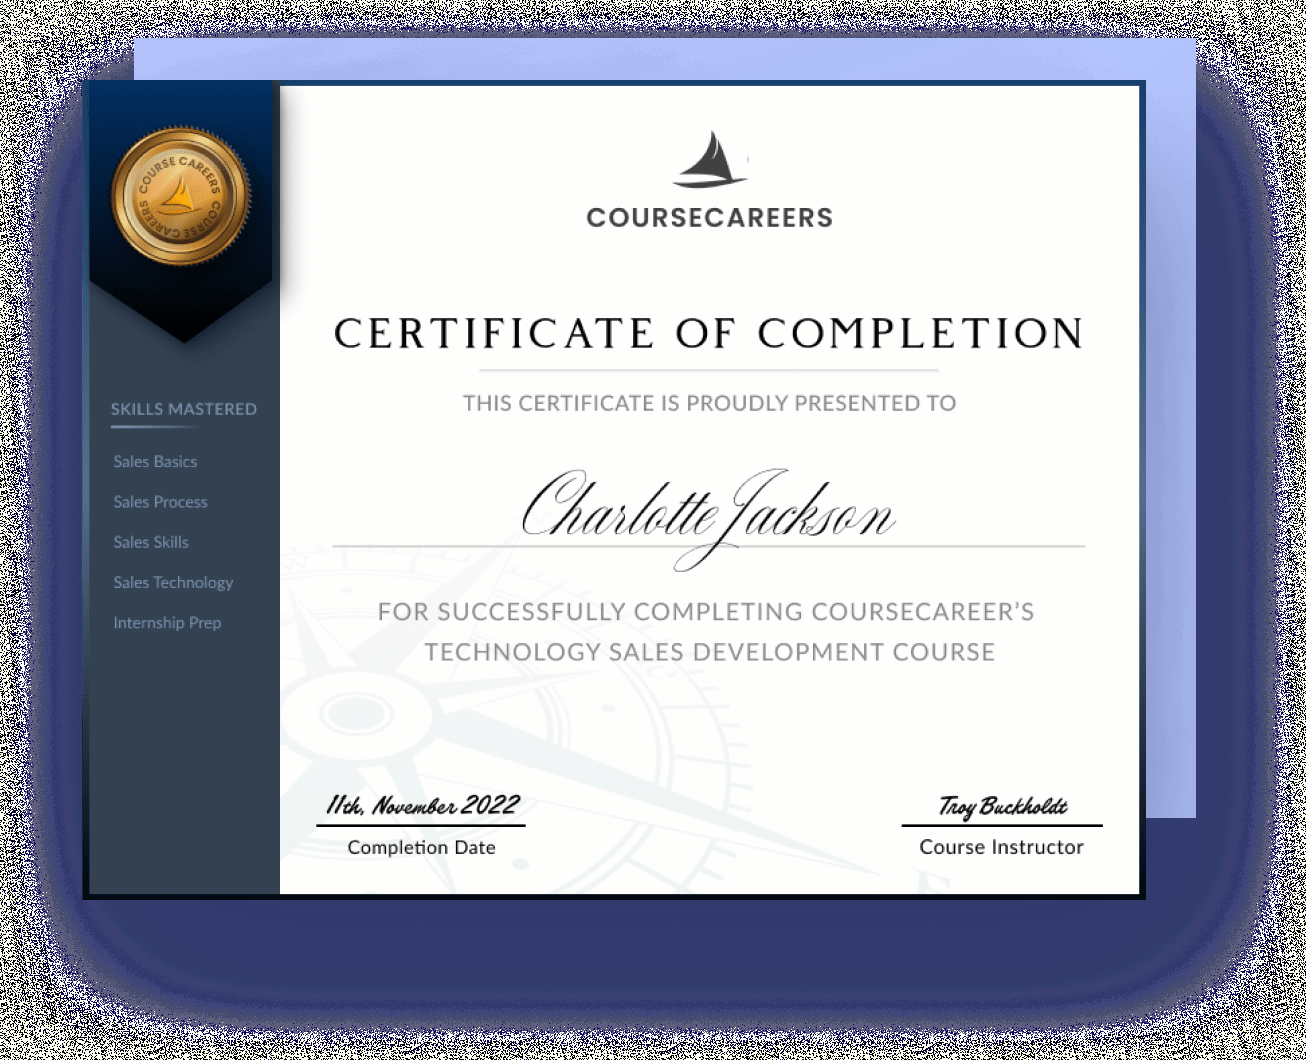 COURSE CAREERS COURSE CAREERS
COURSECAREERS
CERTIFICATE OF COMPLETION
THIS CERTIFICATE IS PROUDLY PRESENTED TO
Charlotte Jackson
FOR SUCCESSFULLY COMPLETING COURSECAREER’S
TECHNOLOGY SALES DEVELOPMENT COURSE
SKILLS MASTERED
Sales Basics
Sales Process
Sales Skills
Sales Technology
Internship Prep
11th, November 2022
Completion Date
Troy Buckholdt
Course Instructor
E